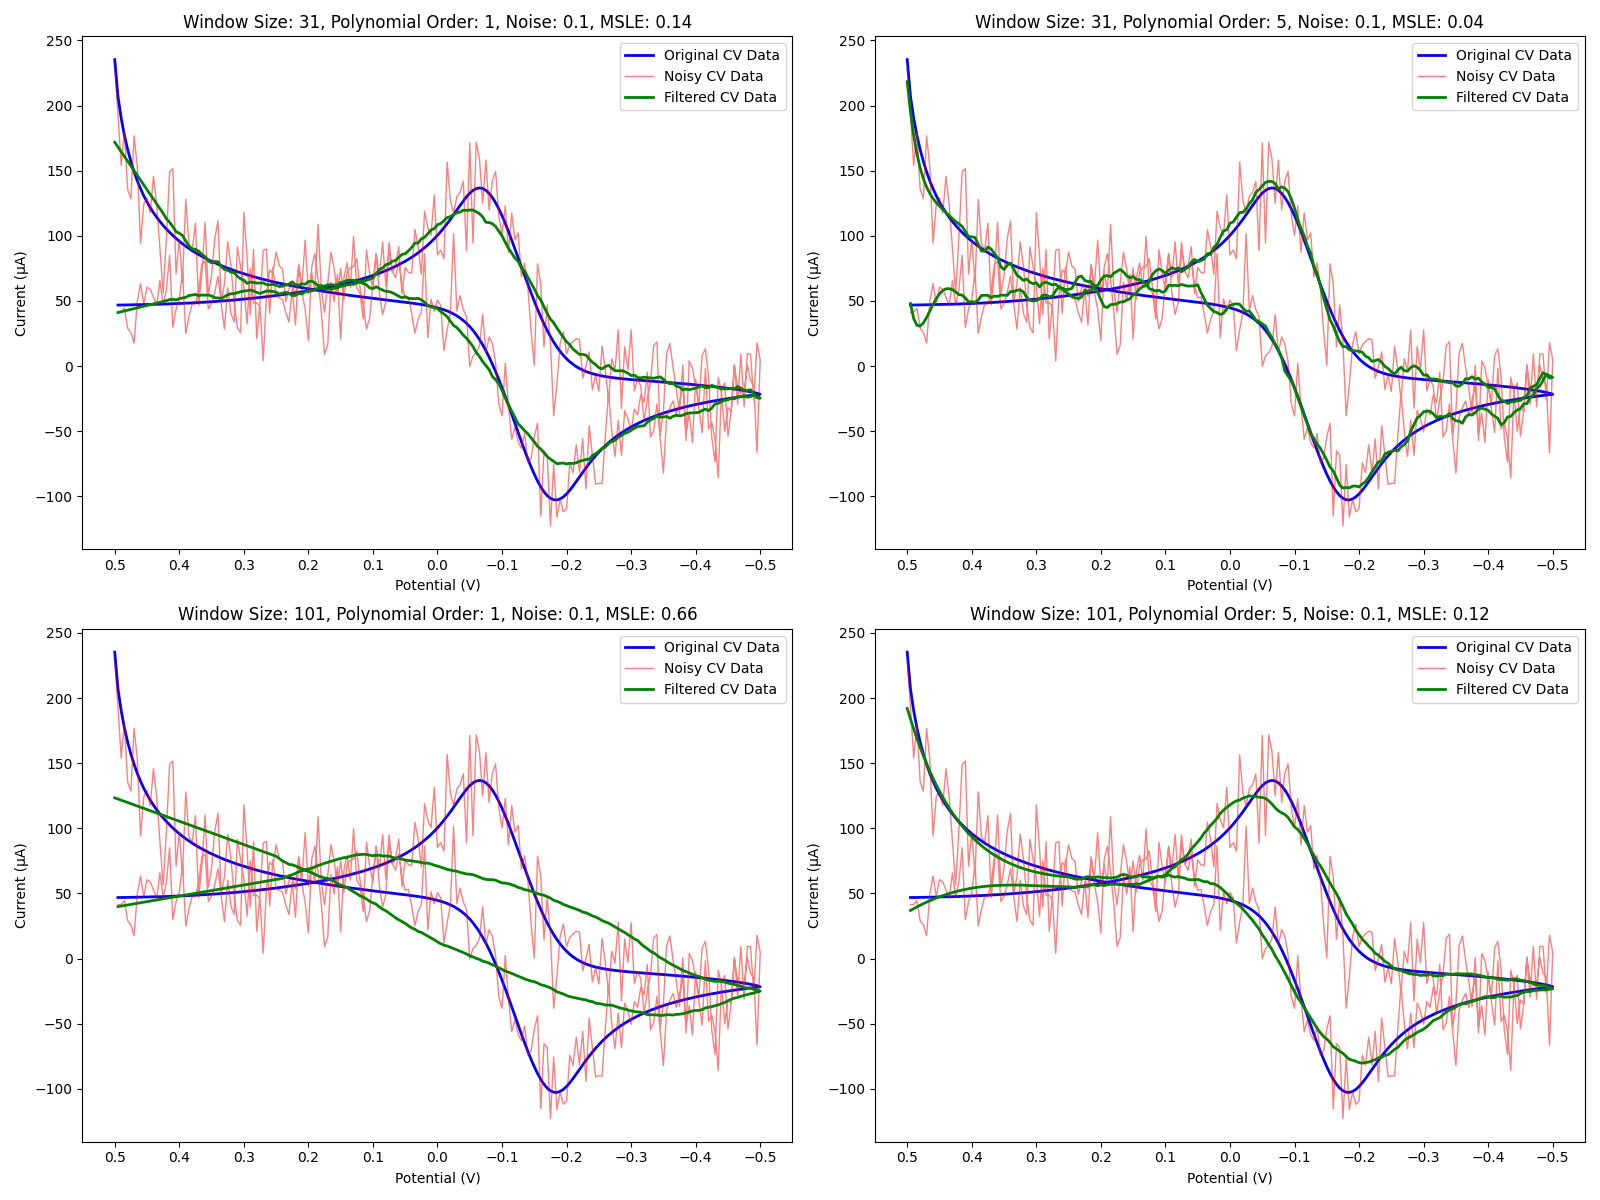 Window Size: 31, Polynomial Order: 1, Noise: 0.1, MSLE: 0.14
Original CV Data
Noisy CV Data
Filtered CV Data
250
200
150
100
50
0
−50
−100
Current (μA)
0.5 0.4 0.3 0.2 0.1 0.0 −0.1 −0.2 −0.3 −0.4 −0.5
Potential (V)
Window Size: 31, Polynomial Order: 5, Noise: 0.1, MSLE: 0.04
Original CV Data
Noisy CV Data
Filtered CV Data
250
200
150
100
50
0
−50
−100
Current (μA)
0.5 0.4 0.3 0.2 0.1 0.0 −0.1 −0.2 −0.3 −0.4 −0.5
Potential (V)
Window Size: 101, Polynomial Order: 1, Noise: 0.1, MSLE: 0.66
Original CV Data
Noisy CV Data
Filtered CV Data
250
200
150
100
50
0
−50
−100
Current (μA)
0.5 0.4 0.3 0.2 0.1 0.0 −0.1 −0.2 −0.3 −0.4 −0.5
Potential (V)
Window Size: 101, Polynomial Order: 5, Noise: 0.1, MSLE: 0.12
Original CV Data
Noisy CV Data
Filtered CV Data
250
200
150
100
50
0
−50
−100
Current (μA)
0.5 0.4 0.3 0.2 0.1 0.0 −0.1 −0.2 −0.3 −0.4 −0.5
Potential (V)